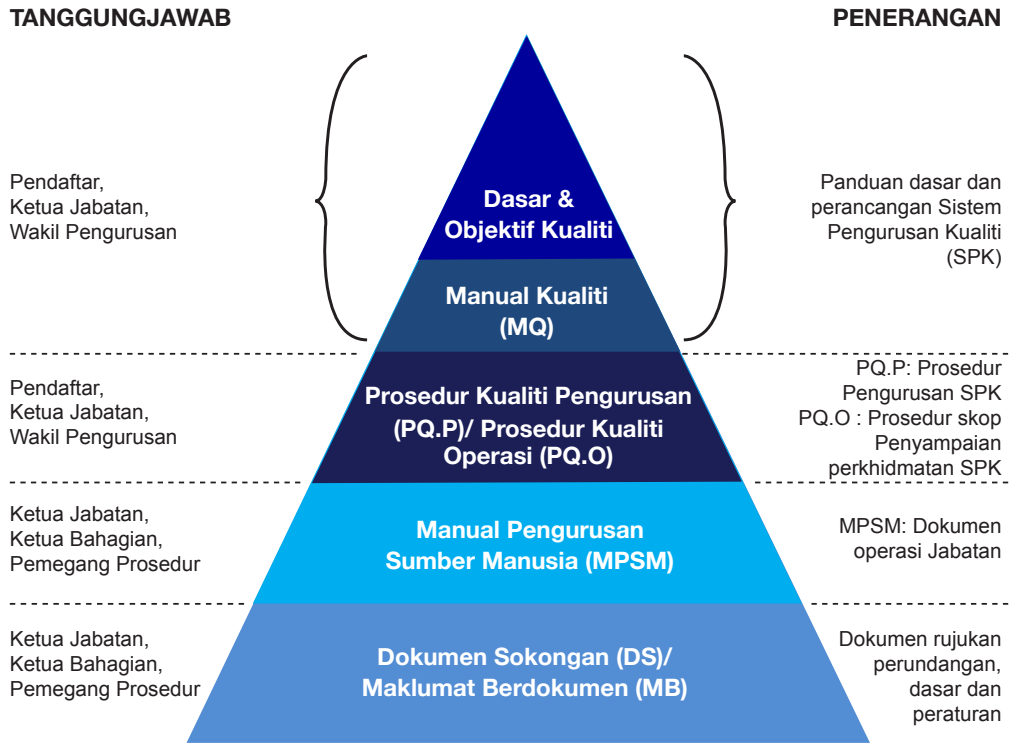 TANGGUNGJAWAB
PENERANGAN
Pendaftar,
Ketua Jabatan,
Wakil Pengurusan
Dasar &
Objektif Kualiti
Manual Kualiti
(MQ)
Panduan dasar dan
perancangan Sistem
Pengurusan Kualiti
(SPK)
Pendaftar,
Ketua Jabatan,
Wakil Pengurusan
Prosedur Kualiti Pengurusan
(PQ.P)/ Prosedur Kualiti
Operasi (PQ.O)
PQ.P: Prosedur
Pengurusan SPK
PQ.O : Prosedur skop
Penyampaian
perkhidmatan SPK
Ketua Jabatan,
Ketua Bahagian,
Pemegang Prosedur
Manual Pengurusan
Sumber Manusia (MPSM)
MPSM: Dokumen
operasi Jabatan
Ketua Jabatan,
Ketua Bahagian,
Pemegang Prosedur
Dokumen Sokongan (DS)/
Maklumat Berdokumen (MB)
Dokumen rujukan
perundangan,
dasar dan
peraturan